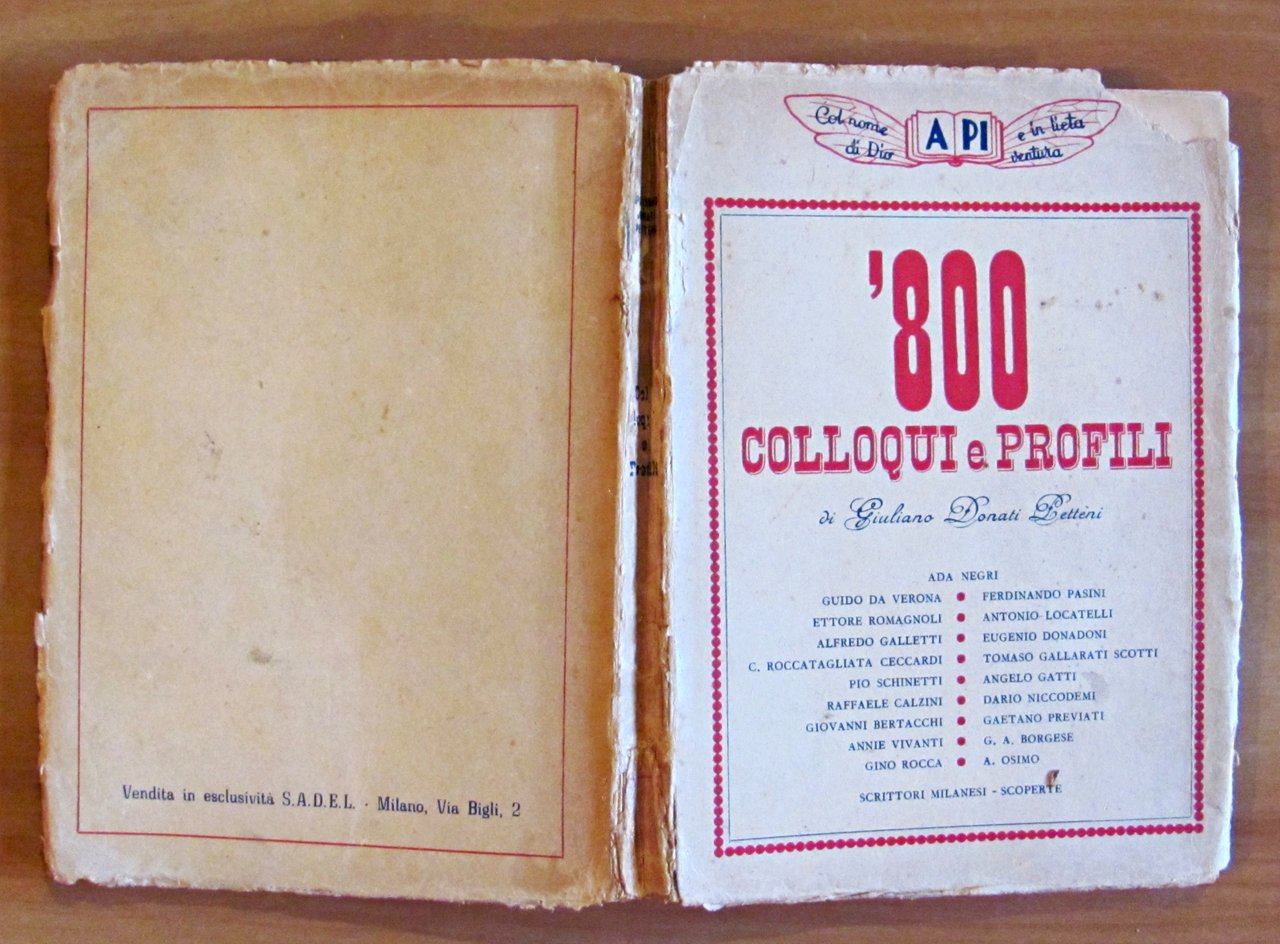 Vendita in esclusività S.A.D.E.L. - Milano, Via Bigli, 2
Col nome
di Dio
A PI
e in lieta
ventura
'800
COLLOQUI e PROFILI
di Giuliano Donati Petteni
ADA NEGRI
GUIDO DA VERONA • FERDINANDO PASINI
ETTORE ROMAGNOLI • ANTONIO LOCATELLI
ALFREDO GALLETTI • EUGENIO DONADONI
C. ROCCATAGLIATA CECCARDI • TOMASO GALLARATI SCOTTI
PIO SCHINETTI • ANGELO GATTI
RAFFAELE CALZINI • DARIO NICCODEMI
GIOVANNI BERTACCHI • GAETANO PREVIATI
ANNIE VIVANTI • G. A. BORGESE
GINO ROCCA • A. OSIMO
SCRITTORI MILANESI - SCOPERTE